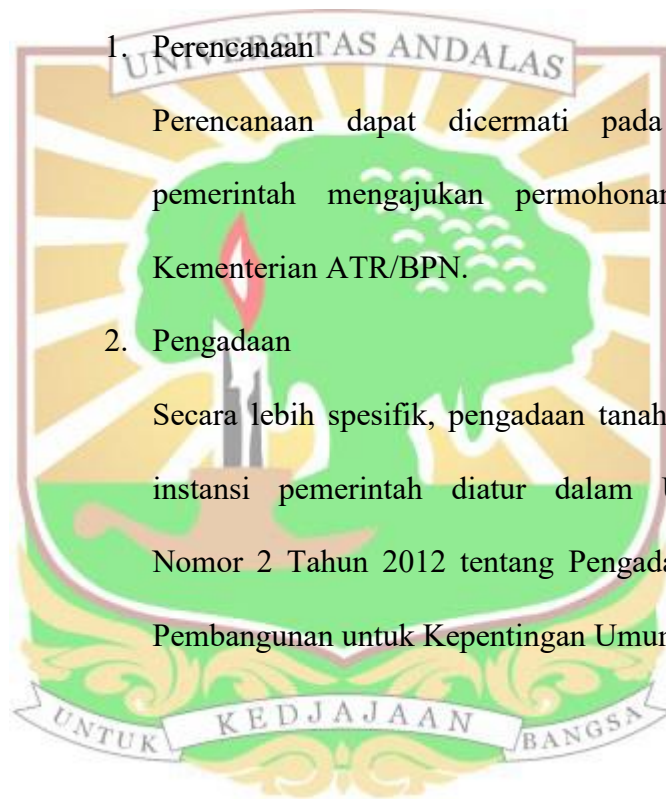 UNIVERSITAS ANDALAS
1. Perencanaan
Perencanaan dapat dicermati pada
pemerintah mengajukan permohonan
Kementerian ATR/BPN.
2. Pengadaan
Secara lebih spesifik, pengadaan tanah
instansi pemerintah diatur dalam
Nomor 2 Tahun 2012 tentang
Pembangunan untuk Kepentingan Umum
UNTUK KEDJAJAAN BANGSA